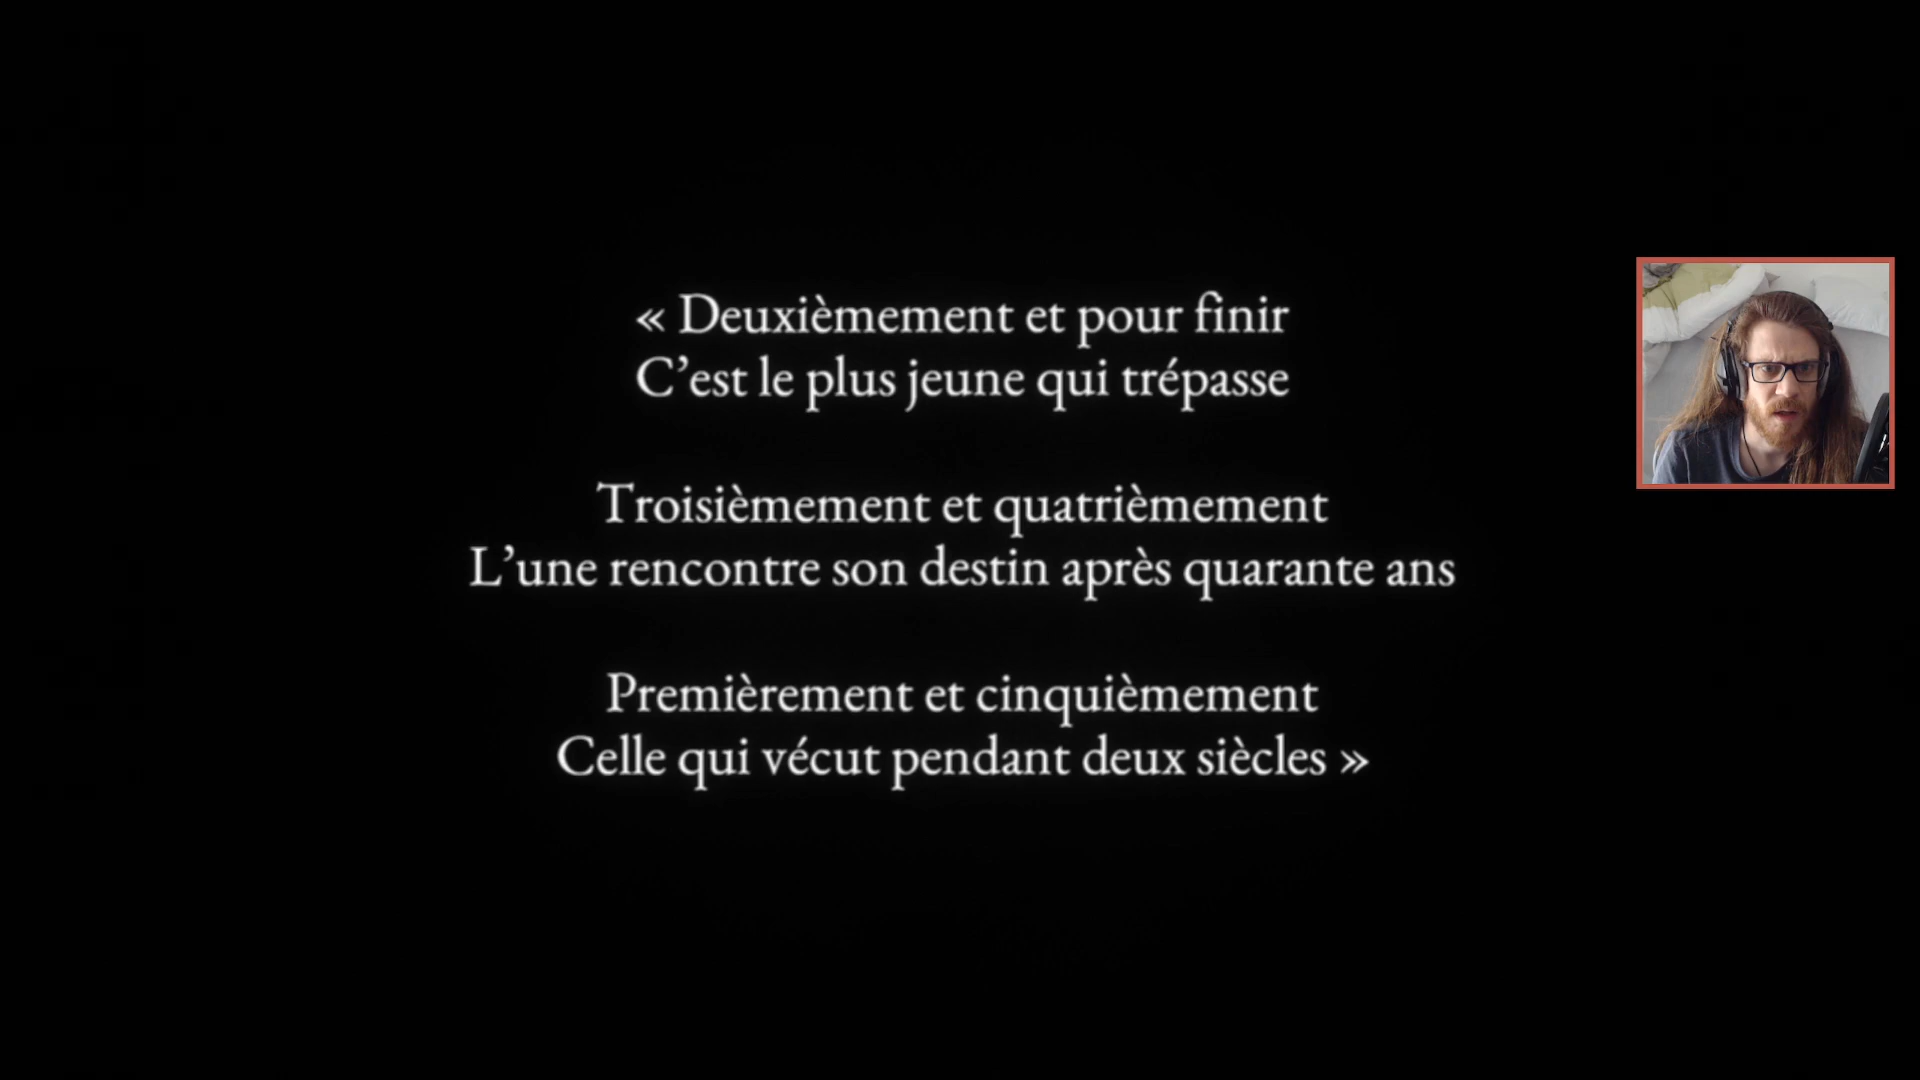 « Deuxièmement et pour finir
C’est le plus jeune qui trépasse
Troisièmement et quatrièmement
L’une rencontre son destin après quarante ans
Premièrement et cinquièmement
Celle qui vécut pendant deux siècles »